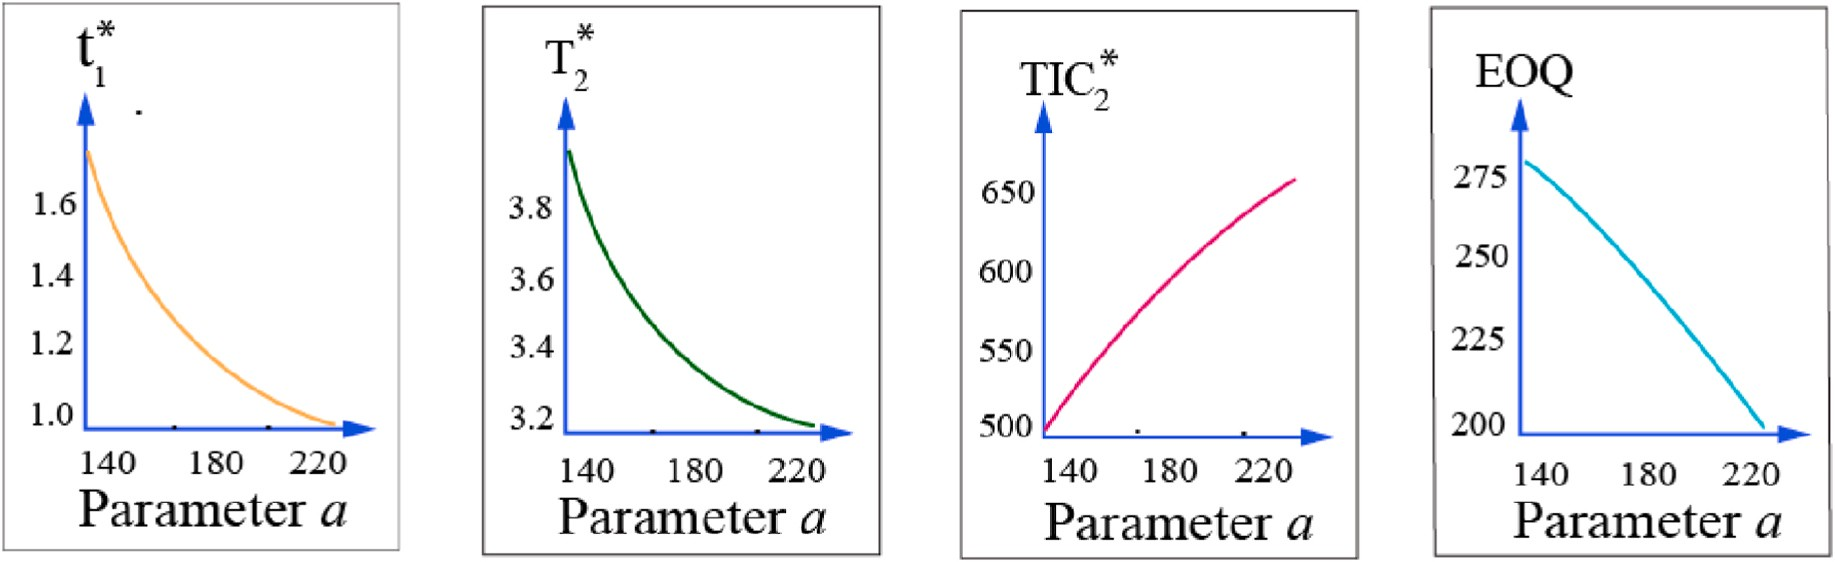 t₁*
1.6
1.4
1.2
1.0
140 180 220
Parameter a
T₂*
3.8
3.6
3.4
3.2
140 180 220
Parameter a
TIC₂*
650
600
550
500
140 180 220
Parameter a
EOQ
275
250
225
200
140 180 220
Parameter a